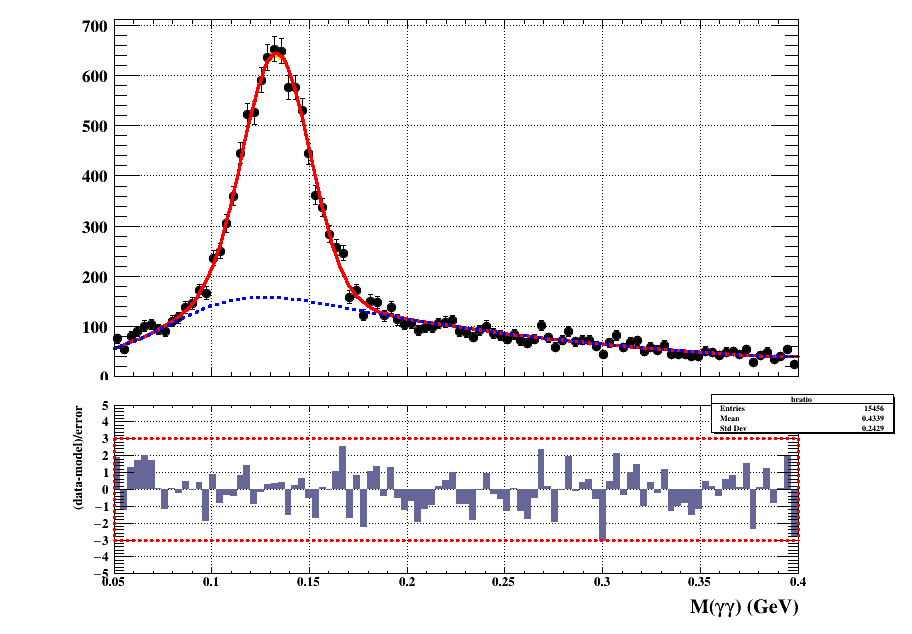 700
600
500
400
300
200
100
0
(data-model)/error
5
4
3
2
1
0
−1
−2
−3
−4
−5
hratio
Entries 15456
Mean 0.4339
Std Dev 0.2429
0.05 0.1 0.15 0.2 0.25 0.3 0.35 0.4
M(γγ) (GeV)